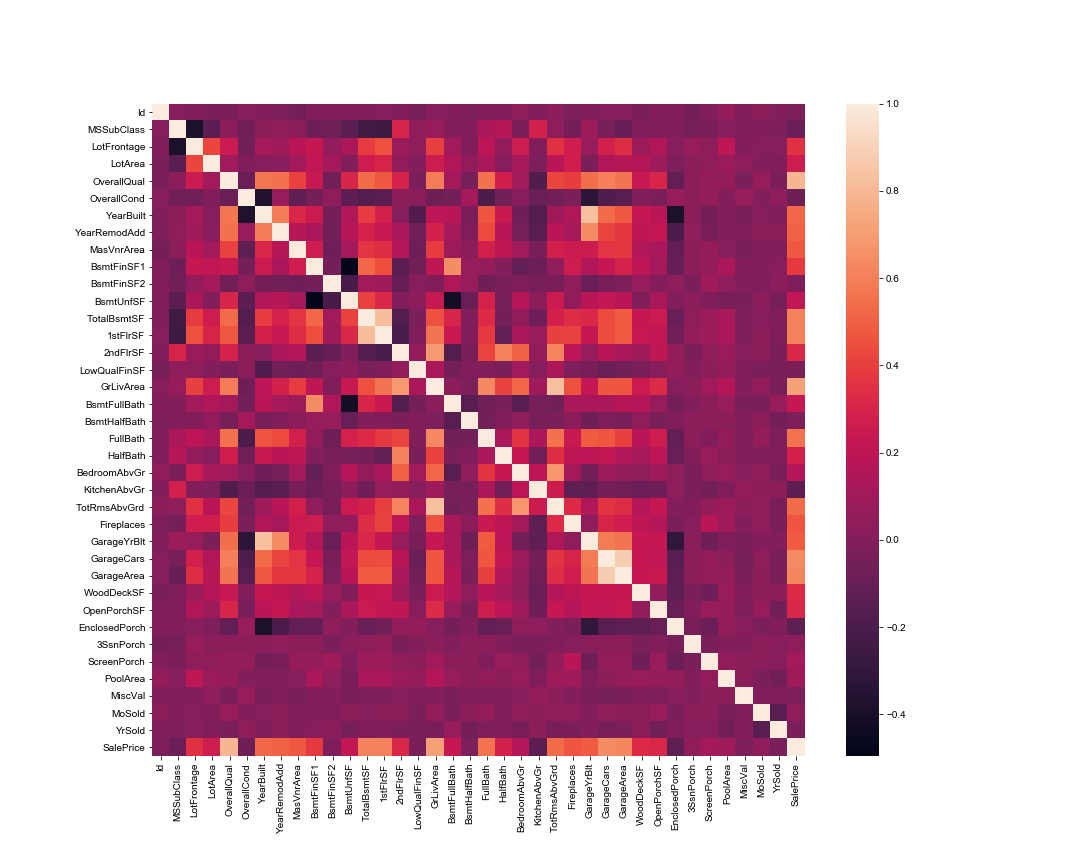 Id
MSSubClass
LotFrontage
LotArea
OverallQual
OverallCond
YearBuilt
YearRemodAdd
MasVnrArea
BsmtFinSF1
BsmtFinSF2
BsmtUnfSF
TotalBsmtSF
1stFlrSF
2ndFlrSF
LowQualFinSF
GrLivArea
BsmtFullBath
BsmtHalfBath
FullBath
HalfBath
BedroomAbvGr
KitchenAbvGr
TotRmsAbvGrd
Fireplaces
GarageYrBlt
GarageCars
GarageArea
WoodDeckSF
OpenPorchSF
EnclosedPorch
3SsnPorch
ScreenPorch
PoolArea
MiscVal
MoSold
YrSold
SalePrice
Id
MSSubClass
LotFrontage
LotArea
OverallQual
OverallCond
YearBuilt
YearRemodAdd
MasVnrArea
BsmtFinSF1
BsmtFinSF2
BsmtUnfSF
TotalBsmtSF
1stFlrSF
2ndFlrSF
LowQualFinSF
GrLivArea
BsmtFullBath
BsmtHalfBath
FullBath
HalfBath
BedroomAbvGr
KitchenAbvGr
TotRmsAbvGrd
Fireplaces
GarageYrBlt
GarageCars
GarageArea
WoodDeckSF
OpenPorchSF
EnclosedPorch
3SsnPorch
ScreenPorch
PoolArea
MiscVal
MoSold
YrSold
SalePrice
1.0
0.8
0.6
0.4
0.2
0.0
−0.2
−0.4